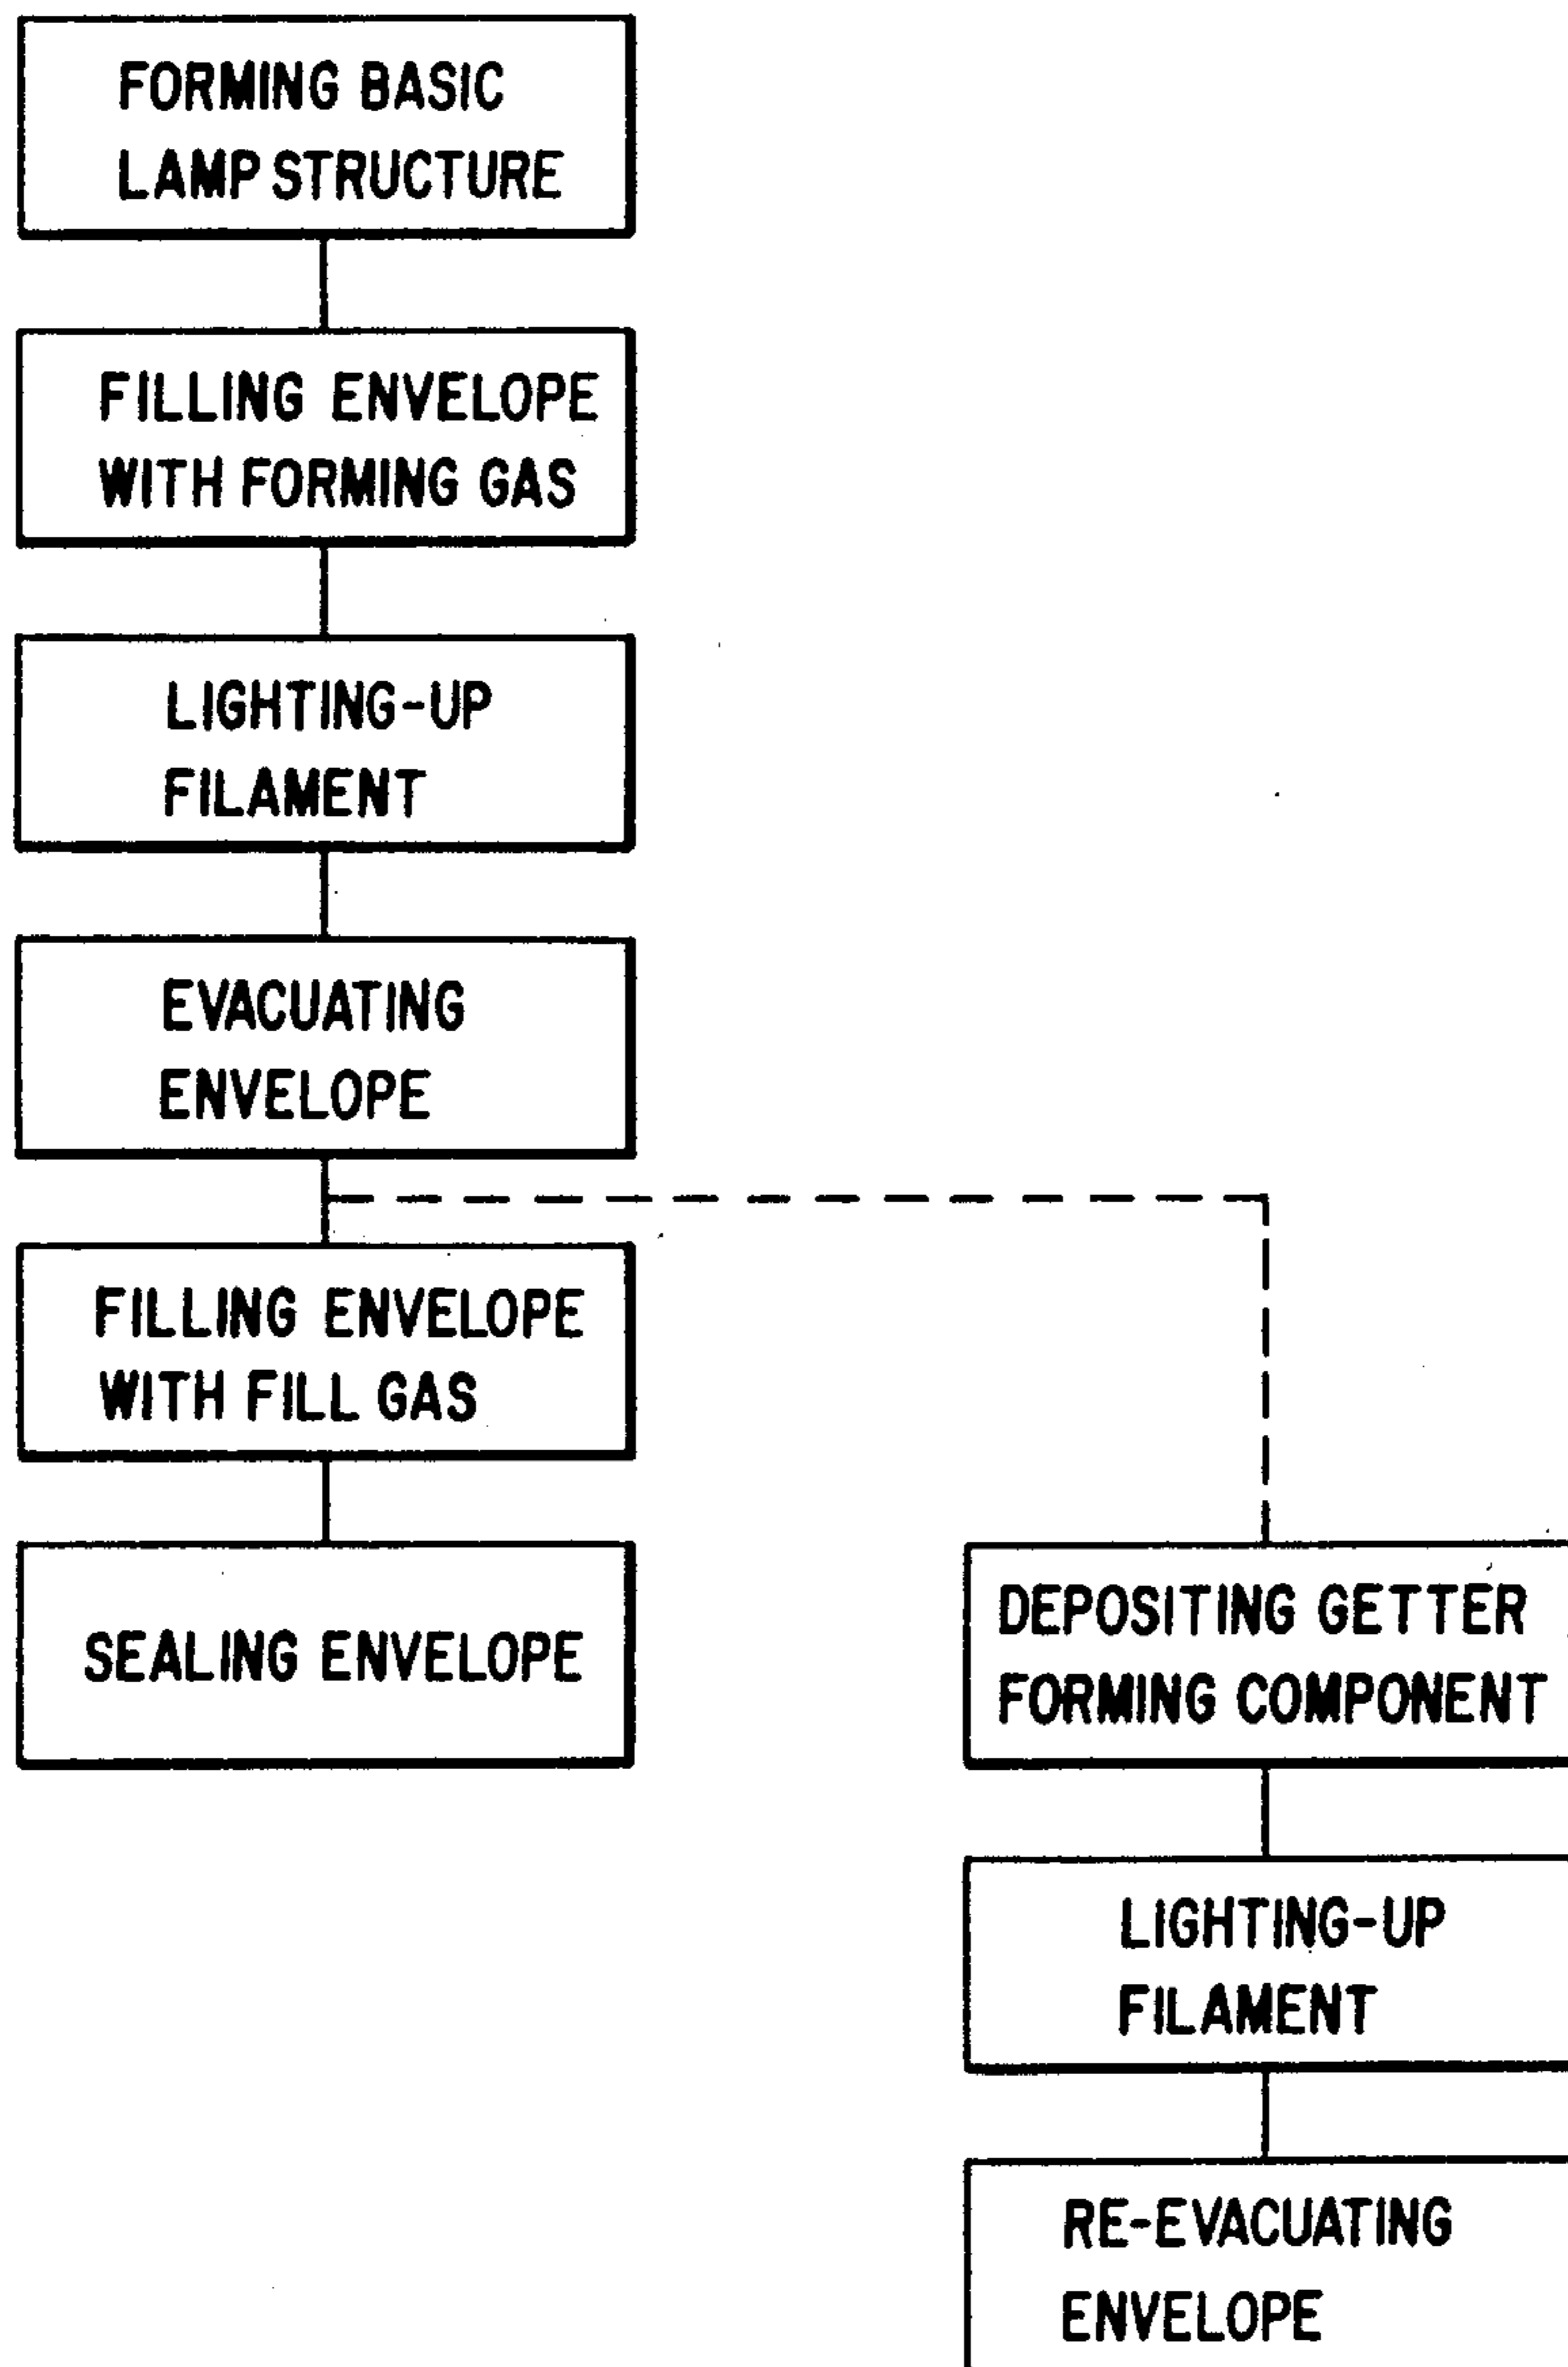 FORMING BASIC
LAMP STRUCTURE
FILLING ENVELOPE
WITH FORMING GAS
LIGHTING-UP
FILAMENT
EVACUATING
ENVELOPE
FILLING ENVELOPE
WITH FILL GAS
SEALING ENVELOPE
DEPOSITING GETTER
FORMING COMPONENT
LIGHTING-UP
FILAMENT
RE-EVACUATING
ENVELOPE